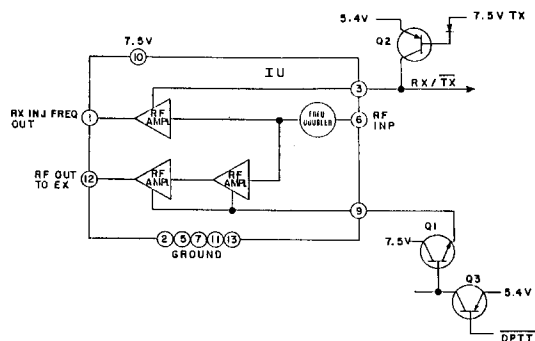 5.4V
7.5V TX
Q2
7.5V
10
IU
3
RX/TX
RX INJ FREQ
OUT
1
RF
AMPL
FREQ
DOUBLER
6
RF
INP
RF OUT
TO EX
12
RF
AMPL
RF
AMPL
9
2 5 7 11 13
GROUND
Q1
7.5V
Q3
5.4V
DPTT